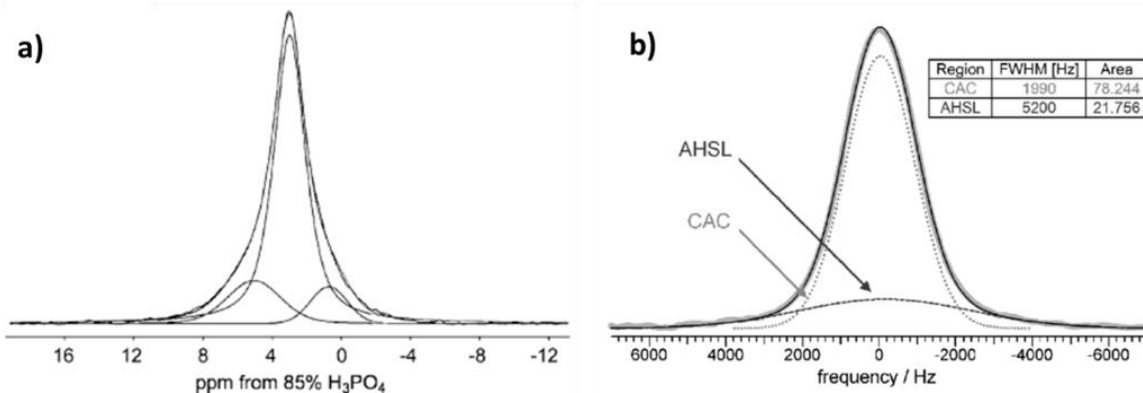 a)
16 12 8 4 0 -4 -8 -12
ppm from 85% H₃PO₄
b)
Region FWHM [Hz] Area
CAC 1990 78.244
AHSL 5200 21.756
AHSL
CAC
6000 4000 2000 0 -2000 -4000 -6000
frequency / Hz